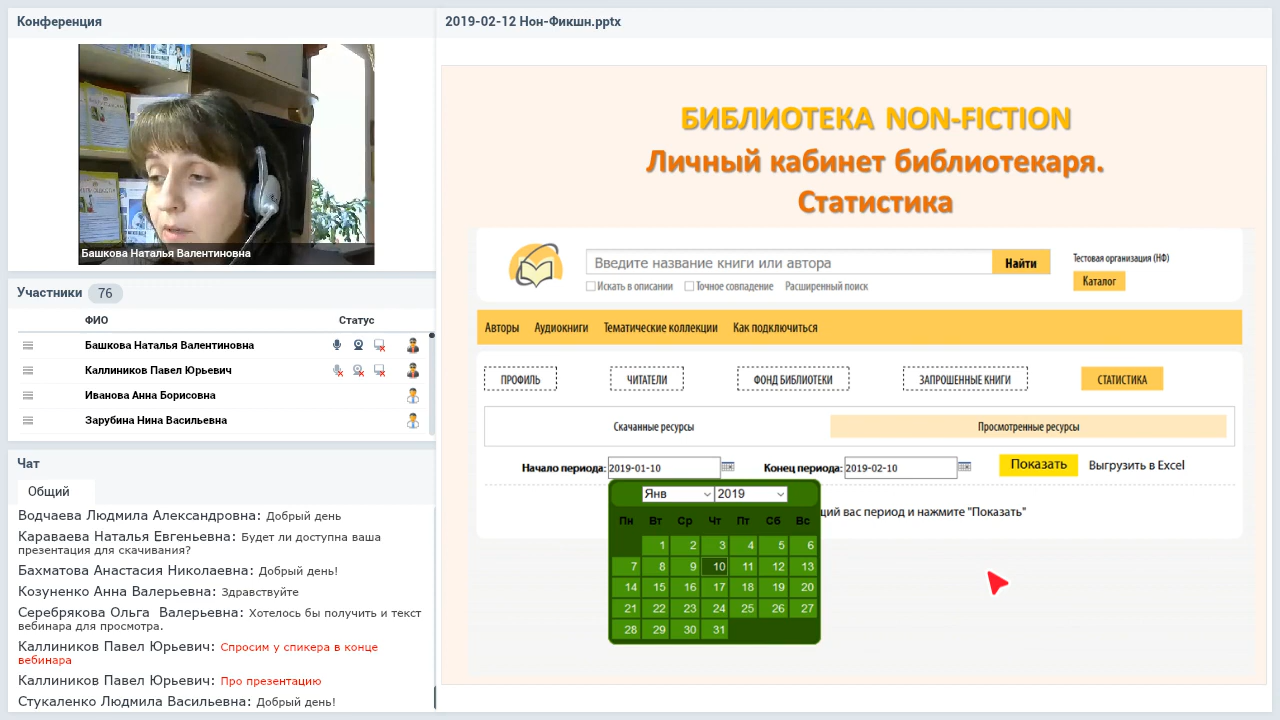 Конференция
Башкова Наталья Валентиновна
Участники 76
ФИО Статус
Башкова Наталья Валентиновна
Каллиников Павел Юрьевич
Иванова Анна Борисовна
Зарубина Нина Васильевна
Чат
Общий
Водчаева Людмила Александровна: Добрый день
Караваева Наталья Евгеньевна: Будет ли доступна ваша
презентация для скачивания?
Бахматова Анастасия Николаевна: Добрый день!
Козуненко Анна Валерьевна: Здравствуйте
Серебрякова Ольга Валерьевна: Хотелось бы получить и текст
вебинара для просмотра.
Каллиников Павел Юрьевич: Спросим у спикера в конце
вебинара
Каллиников Павел Юрьевич: Про презентацию
Стукаленко Людмила Васильевна: Добрый день!
2019-02-12 Нон-Фикшн.pptx
БИБЛИОТЕКА NON-FICTION
Личный кабинет библиотекаря.
Статистика
Введите название книги или автора Найти
Тестовая организация (НФ)
Каталог
Искать в описании Точное совпадение Расширенный поиск
Авторы Аудиокниги Тематические коллекции Как подключиться
ПРОФИЛЬ ЧИТАТЕЛИ ФОНД БИБЛИОТЕКИ ЗАПРОШЕННЫЕ КНИГИ СТАТИСТИКА
Скачанные ресурсы Просмотренные ресурсы
Начало периода: 2019-01-10 Конец периода: 2019-02-10 Показать Выгрузить в Excel
Янв 2019
вас период и нажмите "Показать"
Пн Вт Ср Чт Пт Сб Вс
1 2 3 4 5 6
7 8 9 10 11 12 13
14 15 16 17 18 19 20
21 22 23 24 25 26 27
28 29 30 31